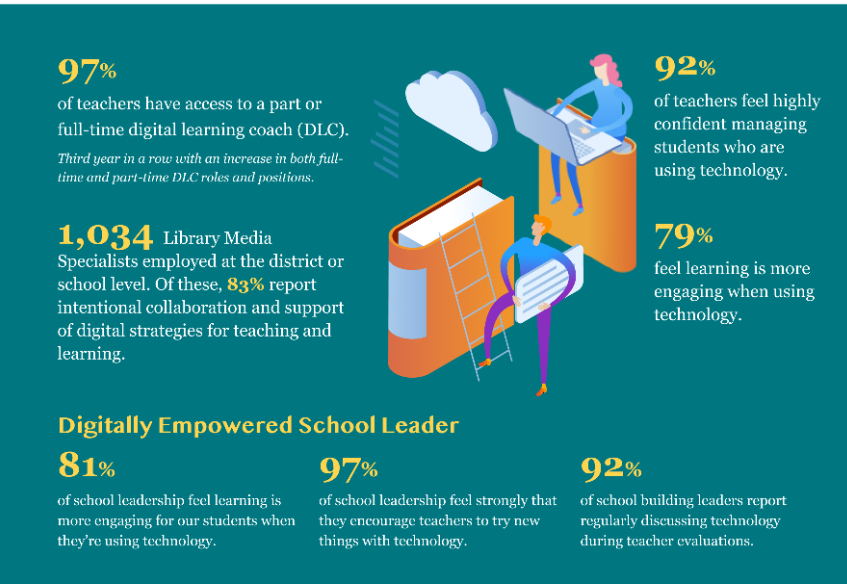 97%
of teachers have access to a part or
full-time digital learning coach (DLC).
Third year in a row with an increase in both full-
time and part-time DLC roles and positions.
1,034 Library Media
Specialists employed at the district or
school level. Of these, 83% report
intentional collaboration and support
of digital strategies for teaching and
learning.
92%
of teachers feel highly
confident managing
students who are
using technology.
79%
feel learning is more
engaging when using
technology.
Digitally Empowered School Leader
81%
of school leadership feel learning is
more engaging for our students when
they're using technology.
97%
of school leadership feel strongly that
they encourage teachers to try new
things with technology.
92%
of school building leaders report
regularly discussing technology
during teacher evaluations.